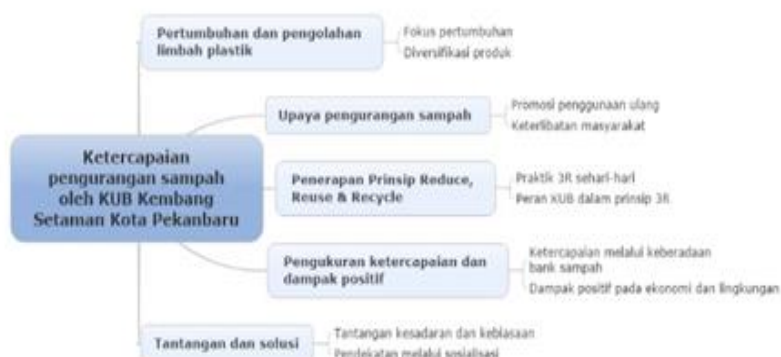 Pertumbuhan dan pengolahan
limbah plastik
Fokus pertumbuhan
Diversifikasi produk
Upaya pengurangan sampah
Promosi penggunaan ulang
Keterlibatan masyarakat
Ketercapaian
pengurangan sampah
oleh KUB Kembang
Setaman Kota Pekanbaru
Penerapan Prinsip Reduce,
Reuse & Recycle
Praktik 3R sehari-hari
Peran KUB dalam prinsip 3R
Pengukuran ketercapaian dan
dampak positif
Ketercapaian melalui keberadaan
bank sampah
Dampak positif pada ekonomi dan lingkungan
Tantangan dan solusi
Tantangan kesadaran dan kebiasaan
Pendekatan melalui sosialisasi